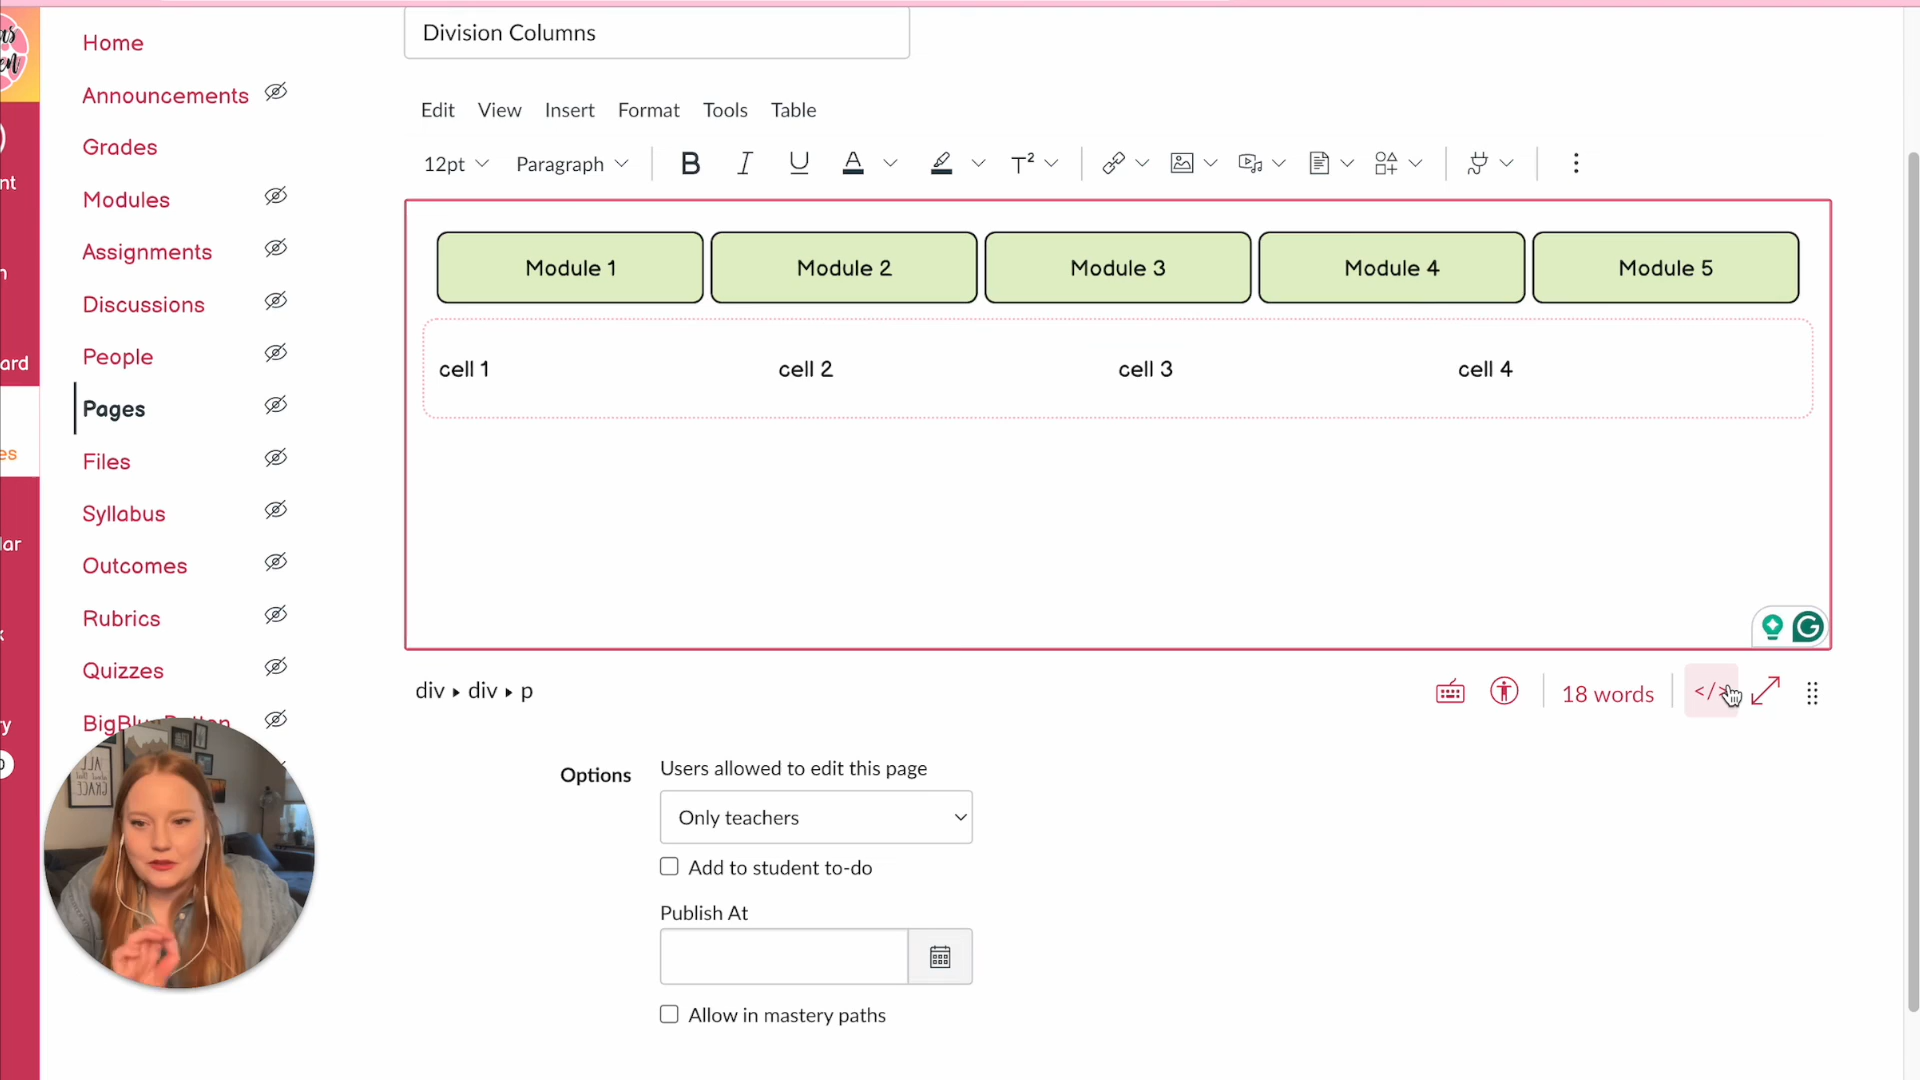 Division Columns
Home
Announcements
Grades
Modules
Assignments
Discussions
People
Pages
Files
Syllabus
Outcomes
Rubrics
Quizzes
Edit View Insert Format Tools Table
12pt Paragraph
Module 1 Module 2 Module 3 Module 4 Module 5
cell 1 cell 2 cell 3 cell 4
div ▸ div ▸ p
18 words
Options
Users allowed to edit this page
Only teachers
Add to student to-do
Publish At
Allow in mastery paths